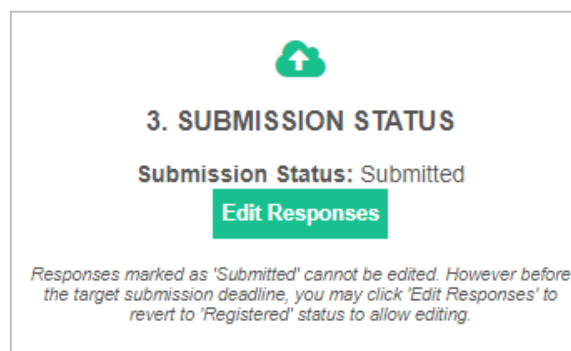 3. SUBMISSION STATUS
Submission Status: Submitted
Edit Responses
Responses marked as 'Submitted' cannot be edited. However before
the target submission deadline, you may click 'Edit Responses' to
revert to 'Registered' status to allow editing.